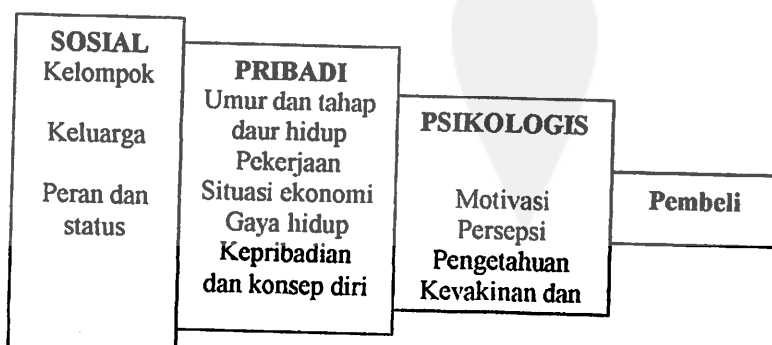 SOSIAL
Kelompok
Keluarga
Peran dan
status
PRIBADI
Umur dan tahap
daur hidup
Pekerjaan
Situasi ekonomi
Gaya hidup
Kepribadian
dan konsep diri
PSIKOLOGIS
Motivasi
Persepsi
Pengetahuan
Kevakinan dan
Pembeli